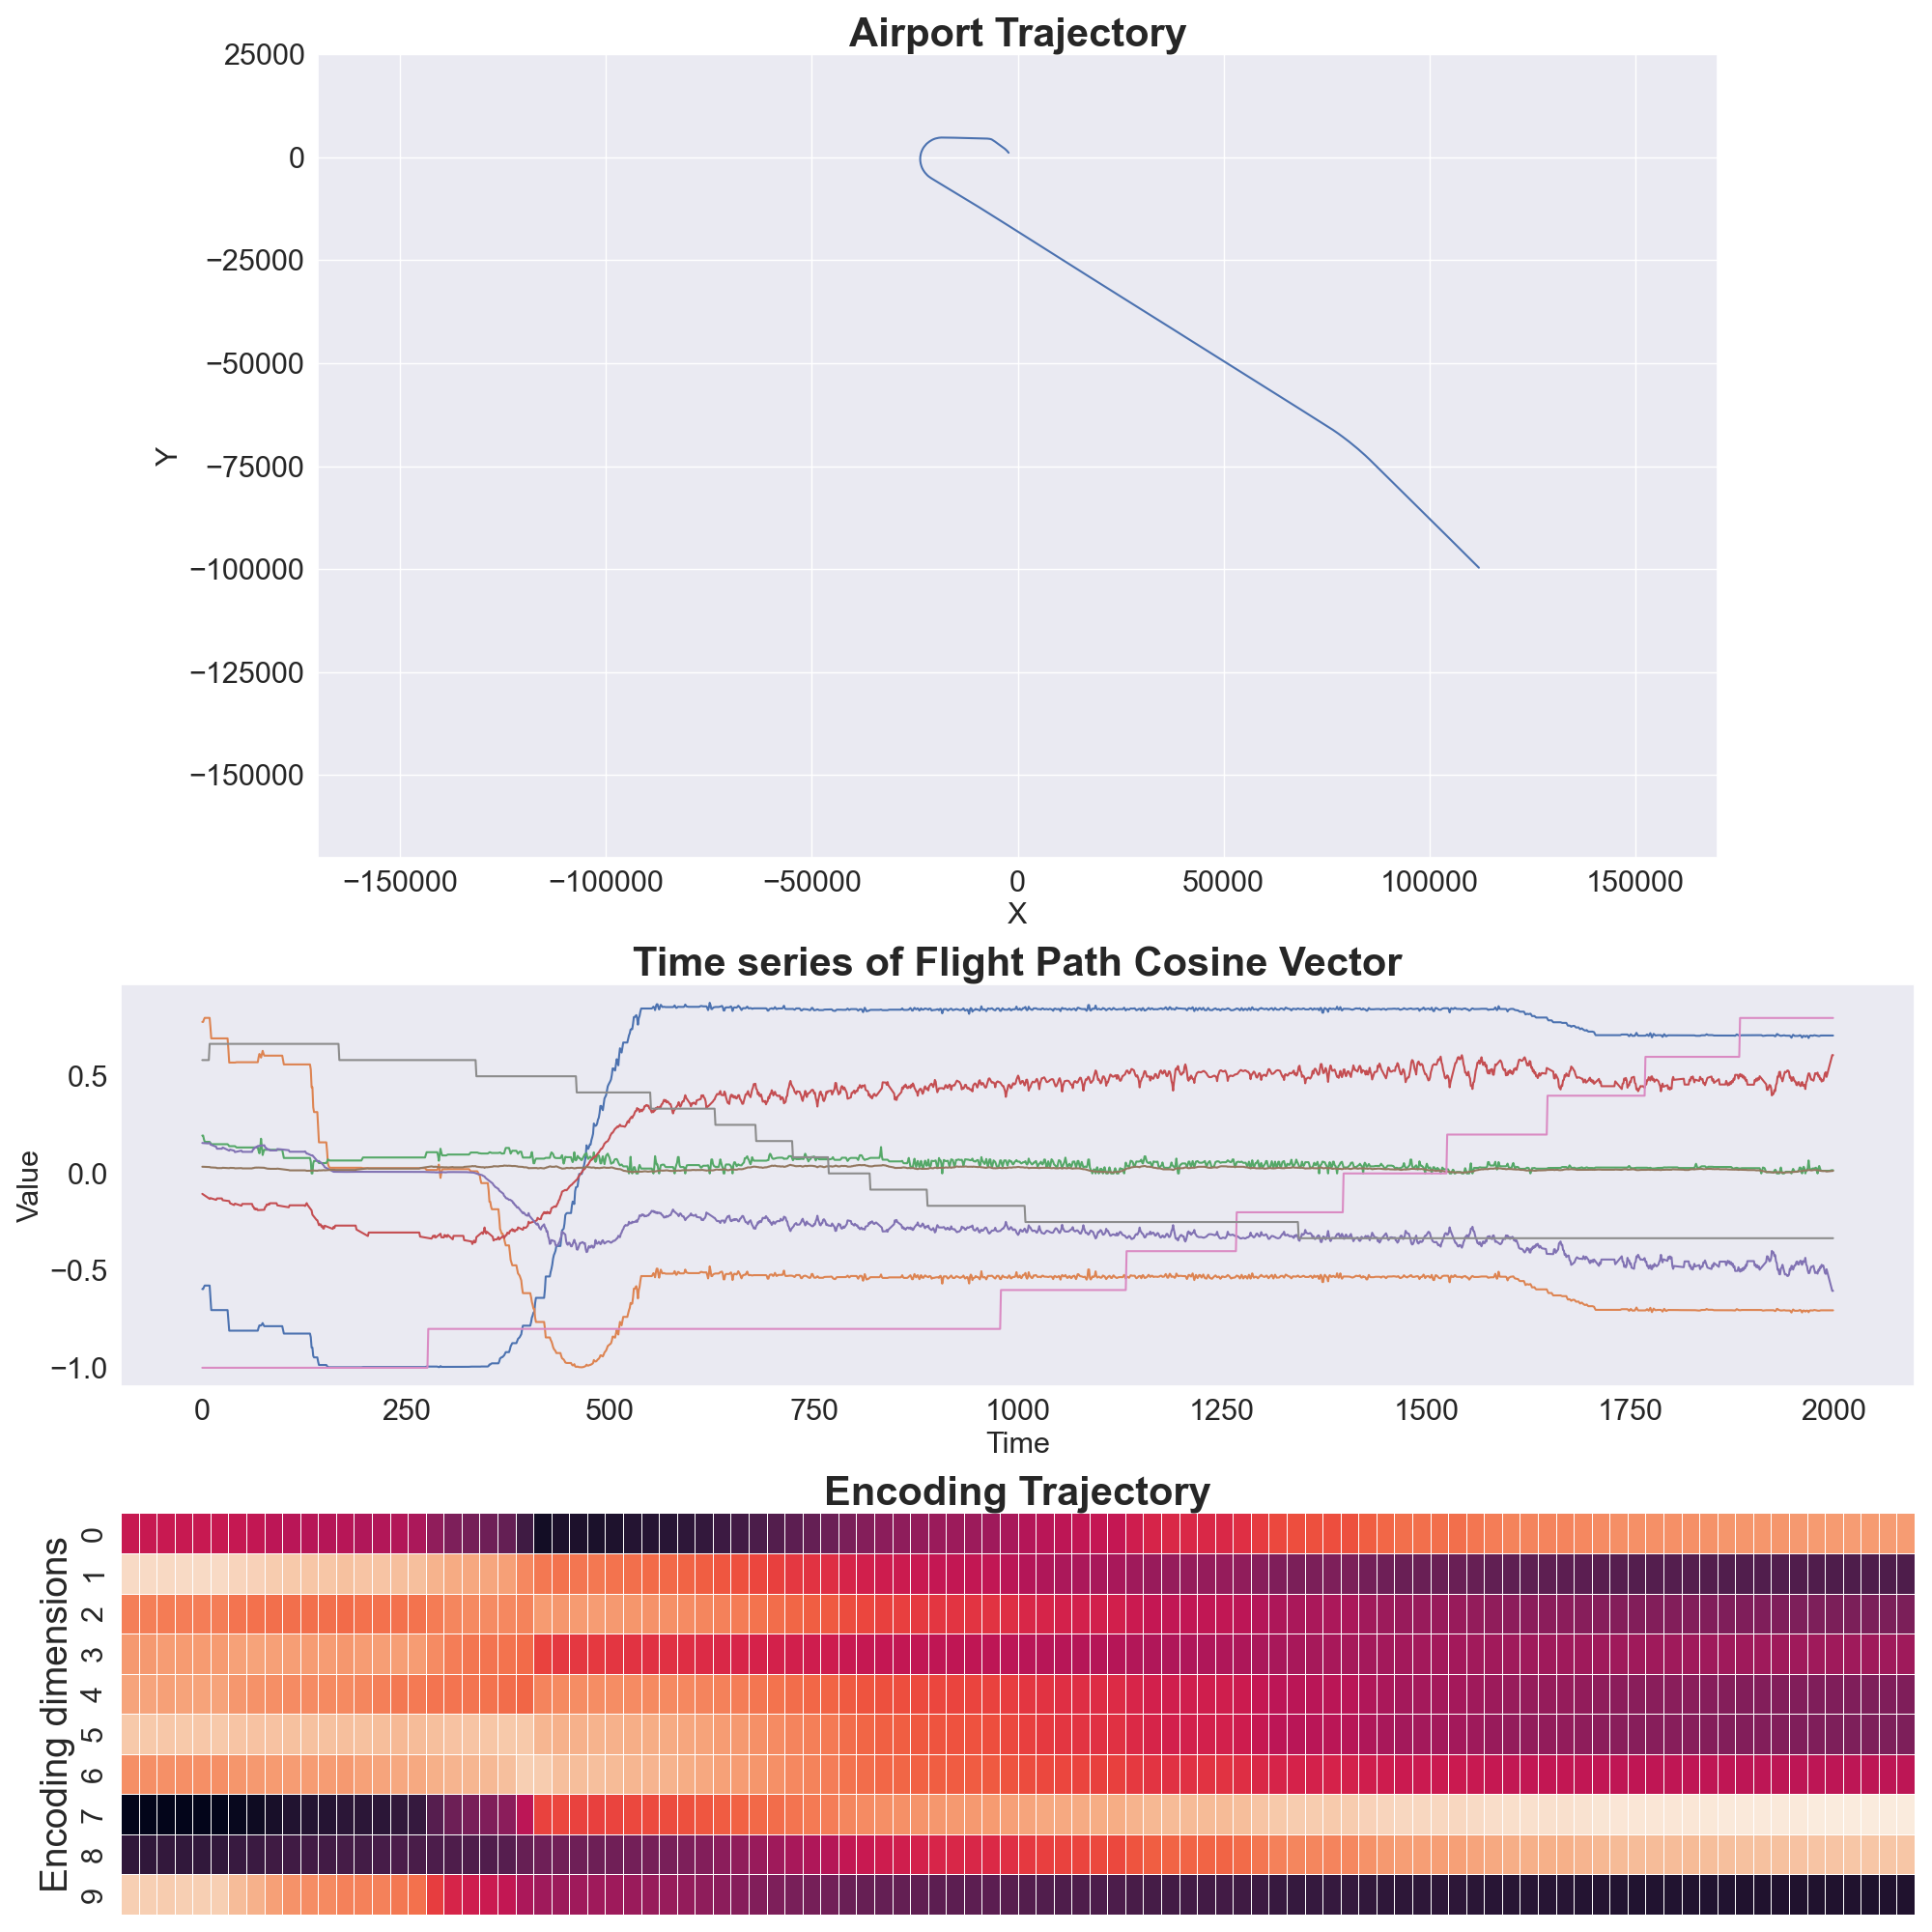 Airport Trajectory
25000
0
−25000
−50000
−75000
−100000
−125000
−150000
Y
−150000 −100000 −50000 0 50000 100000 150000
X
Time series of Flight Path Cosine Vector
0.5
0.0
−0.5
−1.0
Value
0 250 500 750 1000 1250 1500 1750 2000
Time
Encoding Trajectory
Encoding dimensions
0
1
2
3
4
5
6
7
8
9